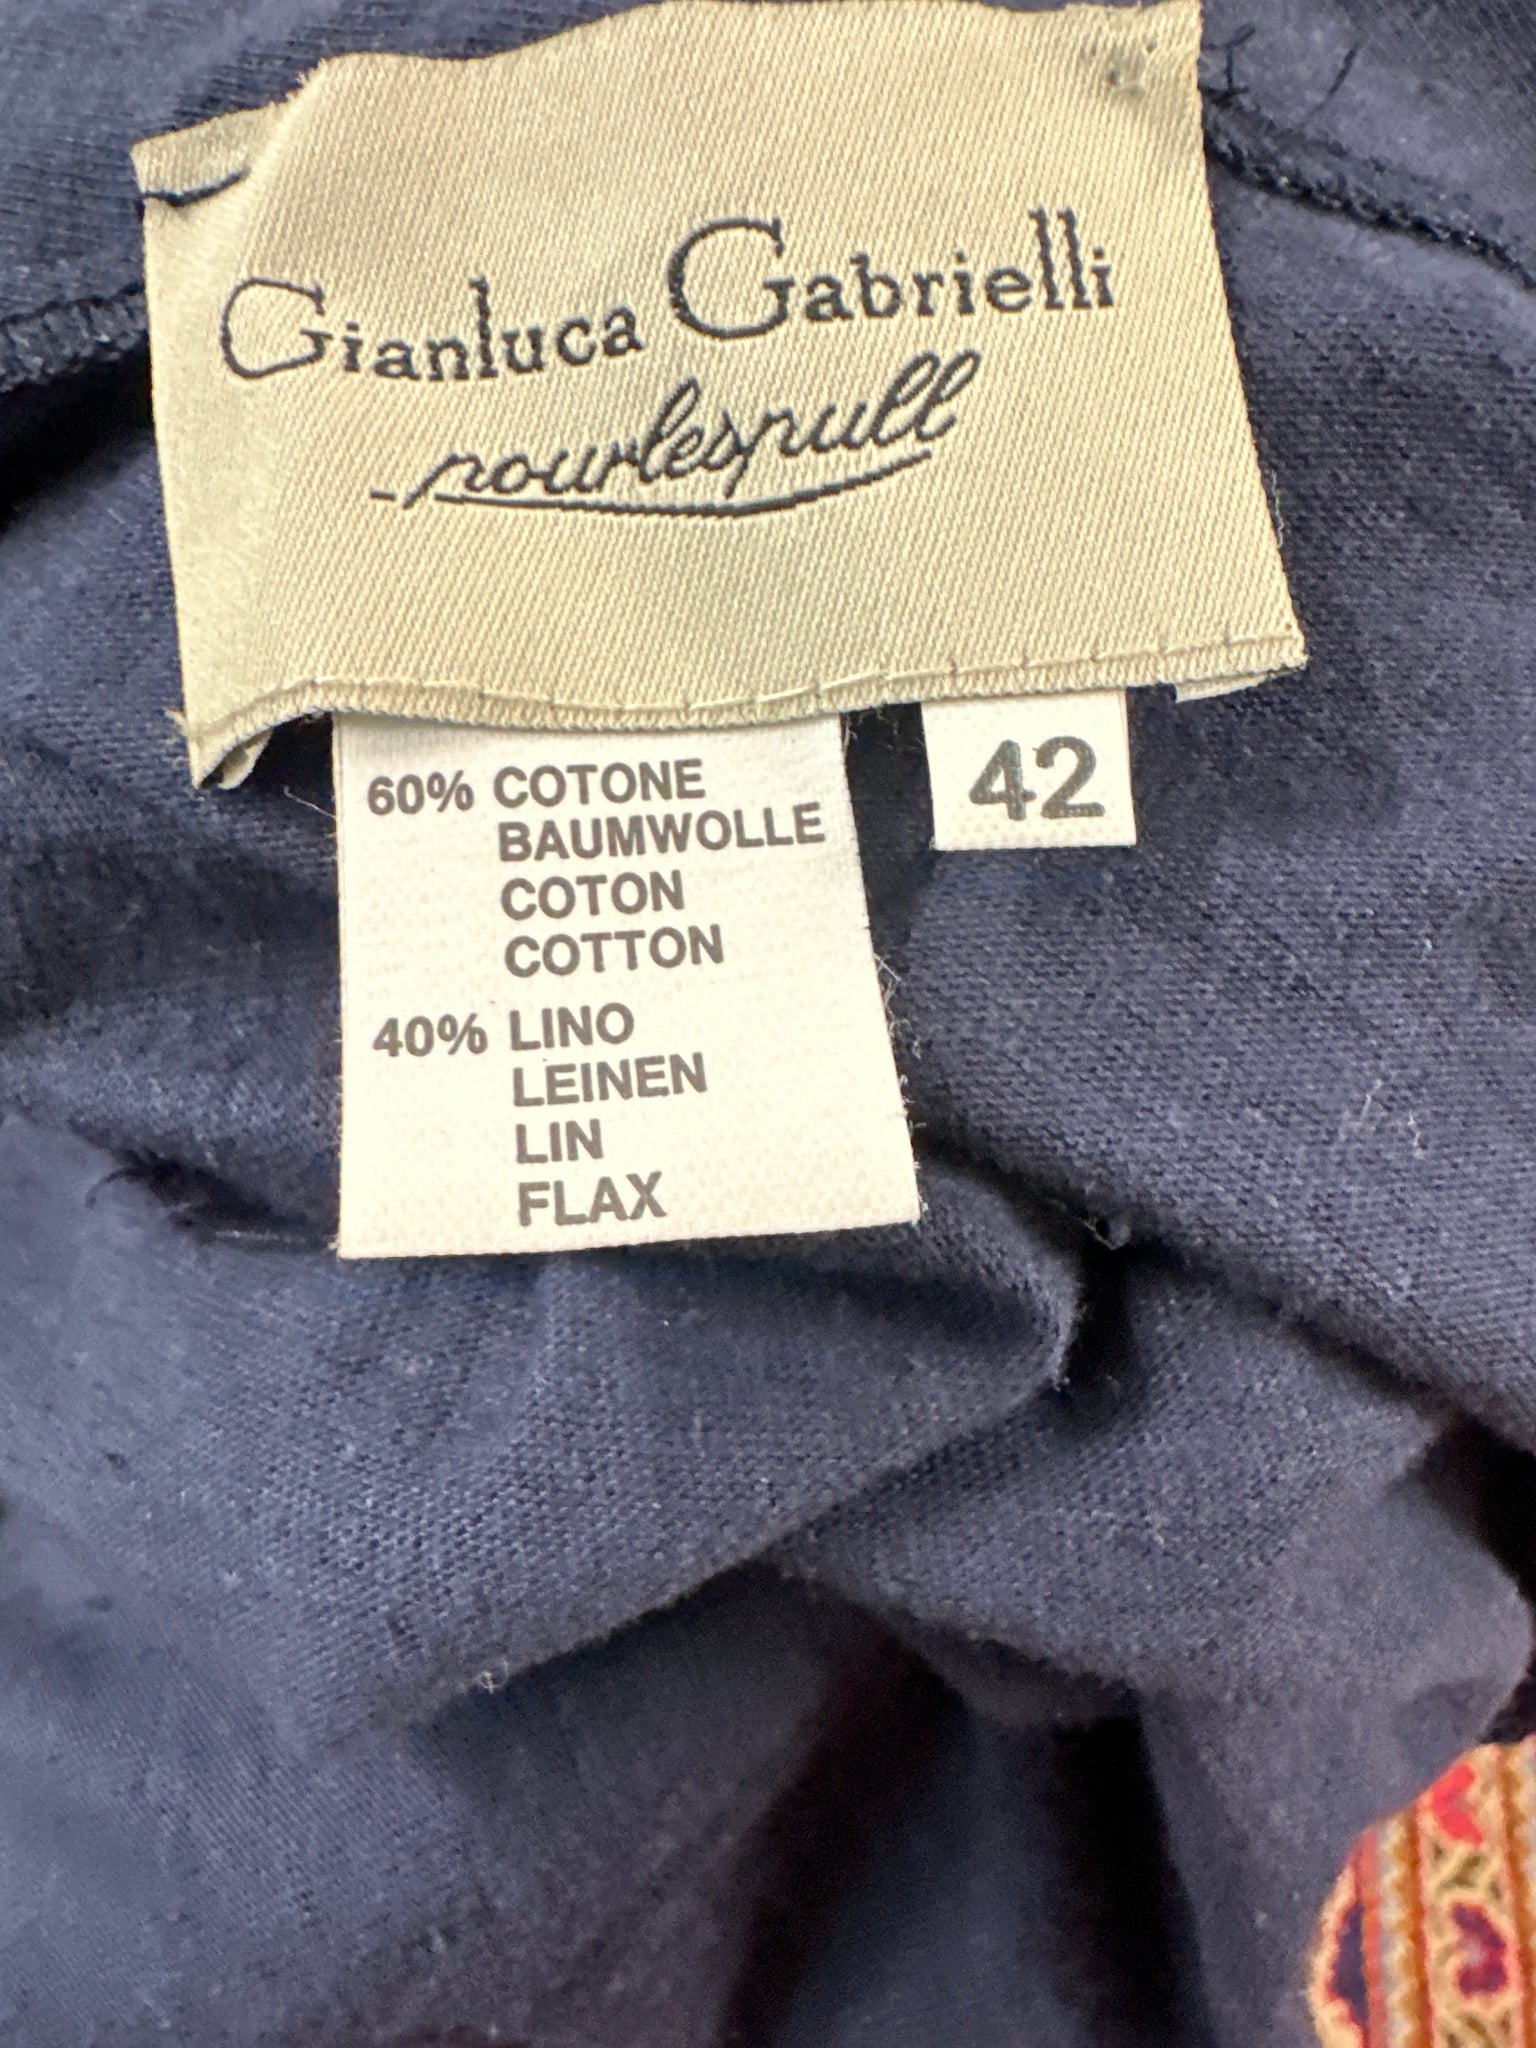 Gianluca Gabrielli
pourlespull
42
60% COTONE
BAUMWOLLE
COTON
COTTON
40% LINO
LEINEN
LIN
FLAX